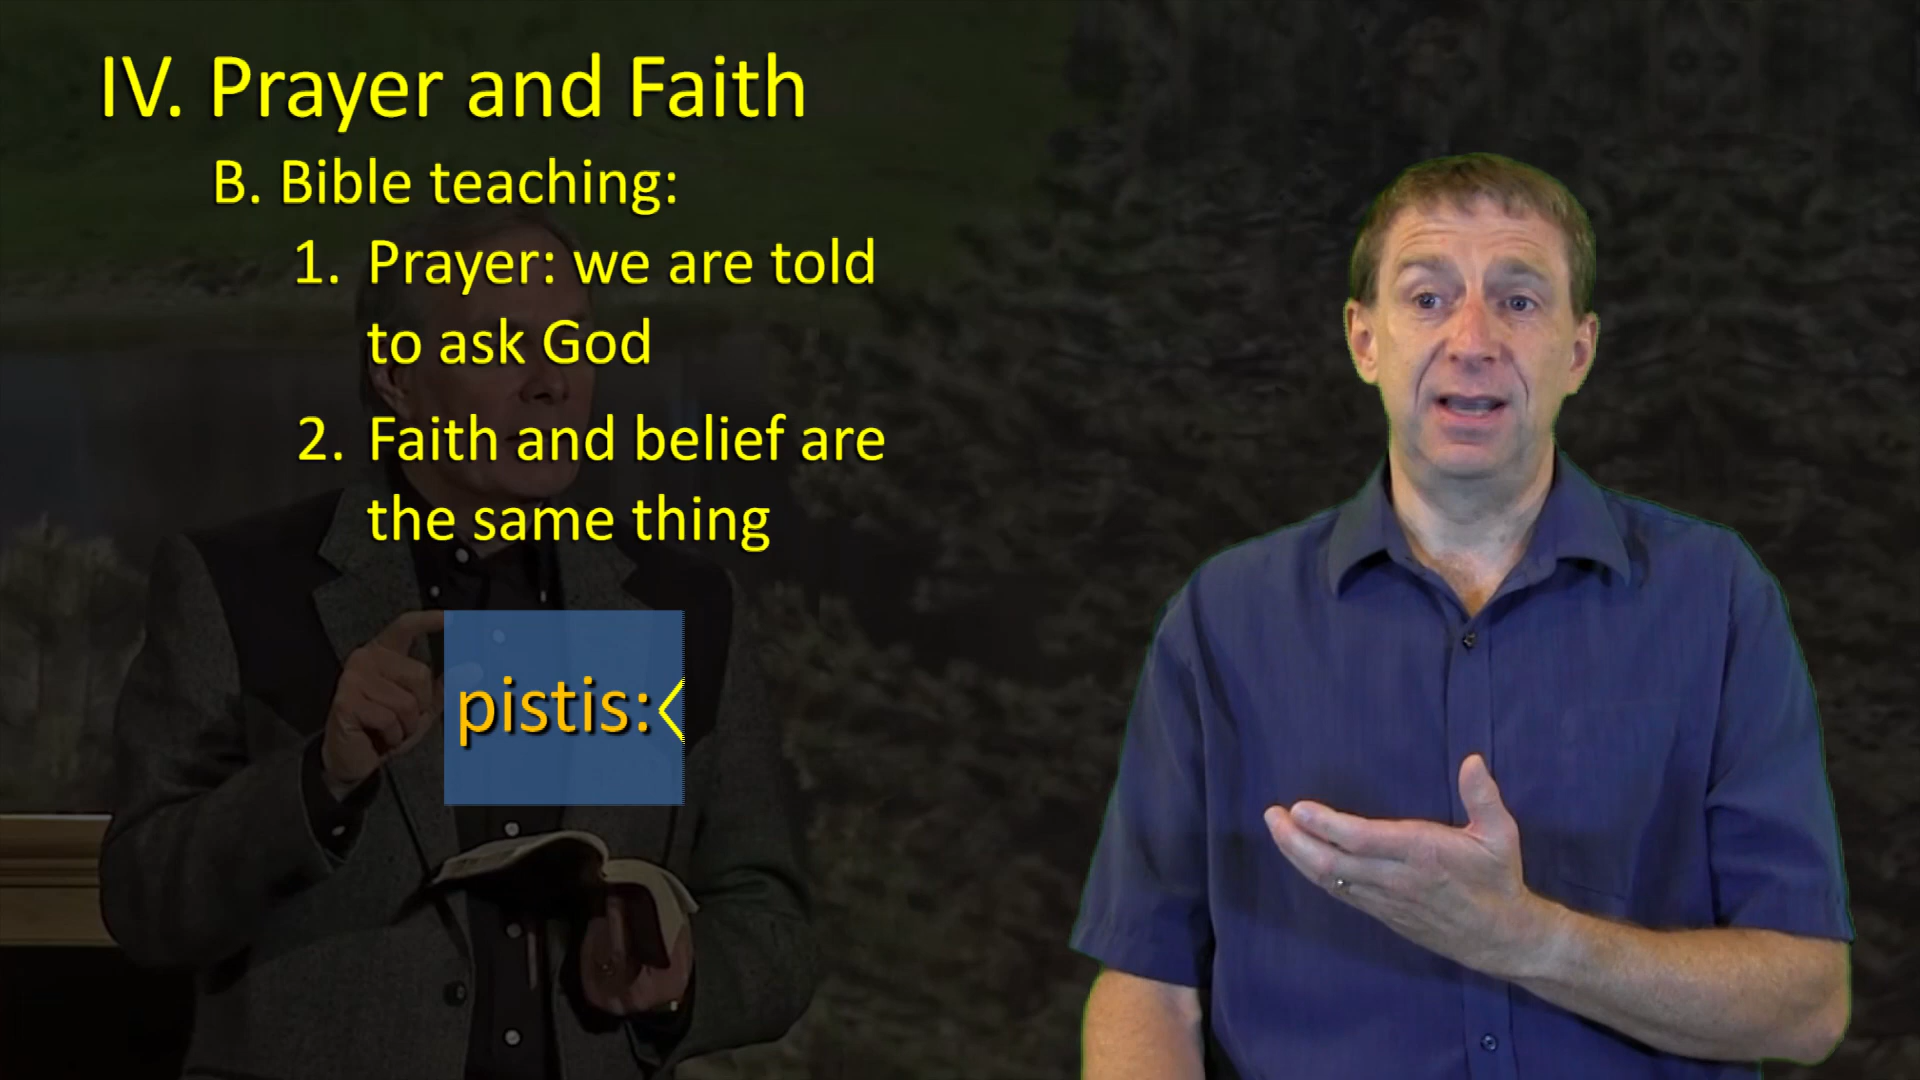 IV. Prayer and Faith
B. Bible teaching:
1. Prayer: we are told
to ask God
2. Faith and belief are
the same thing
pistis: